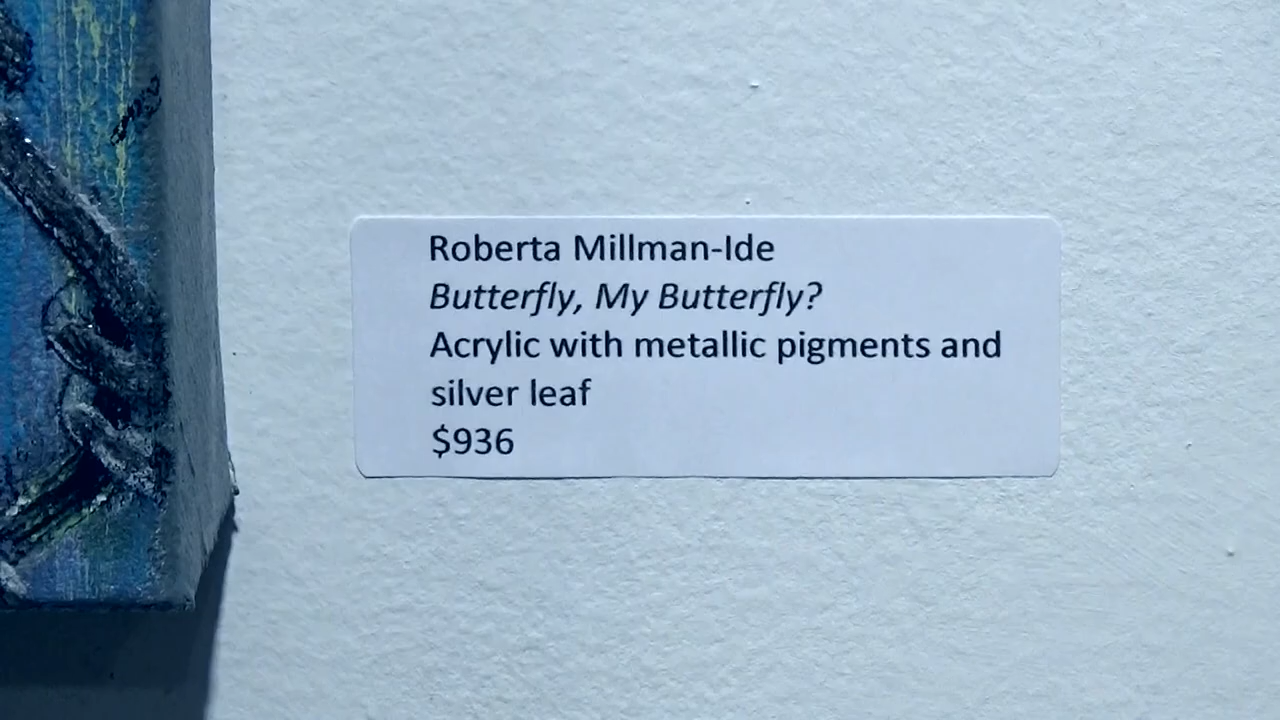 Roberta Millman-Ide
Butterfly, My Butterfly?
Acrylic with metallic pigments and
silver leaf
$936